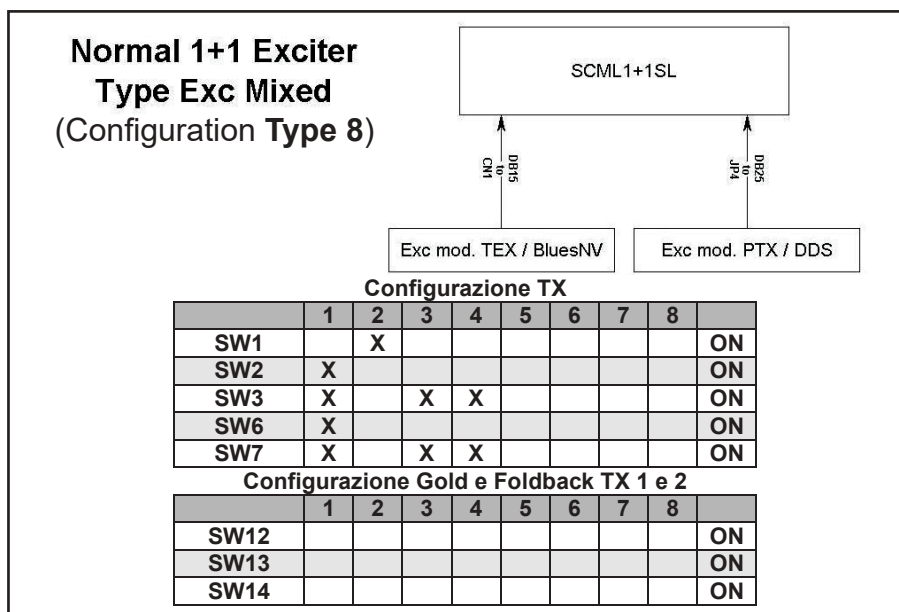 Normal 1+1 Exciter
Type Exc Mixed
(Configuration Type 8)
SCML1+1SL
DB15
to
CN1
DB25
to
JP4
Exc mod. TEX / BluesNV
Exc mod. PTX / DDS
Configurazione TX
1 2 3 4 5 6 7 8
SW1 X ON
SW2 X ON
SW3 X X X ON
SW6 X ON
SW7 X X X ON
Configurazione Gold e Foldback TX 1 e 2
1 2 3 4 5 6 7 8
SW12 ON
SW13 ON
SW14 ON